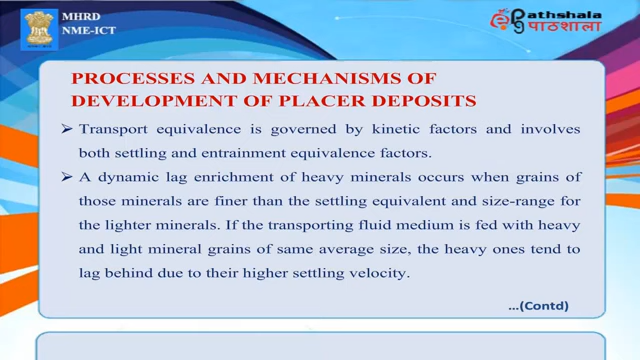 MHRD
NME-ICT
Pathshala
पाठशाला
PROCESSES AND MECHANISMS OF
DEVELOPMENT OF PLACER DEPOSITS
➢ Transport equivalence is governed by kinetic factors and involves
both settling and entrainment equivalence factors.
➢ A dynamic lag enrichment of heavy minerals occurs when grains of
those minerals are finer than the settling equivalent and size-range for
the lighter minerals. If the transporting fluid medium is fed with heavy
and light mineral grains of same average size, the heavy ones tend to
lag behind due to their higher settling velocity.
...(Contd)